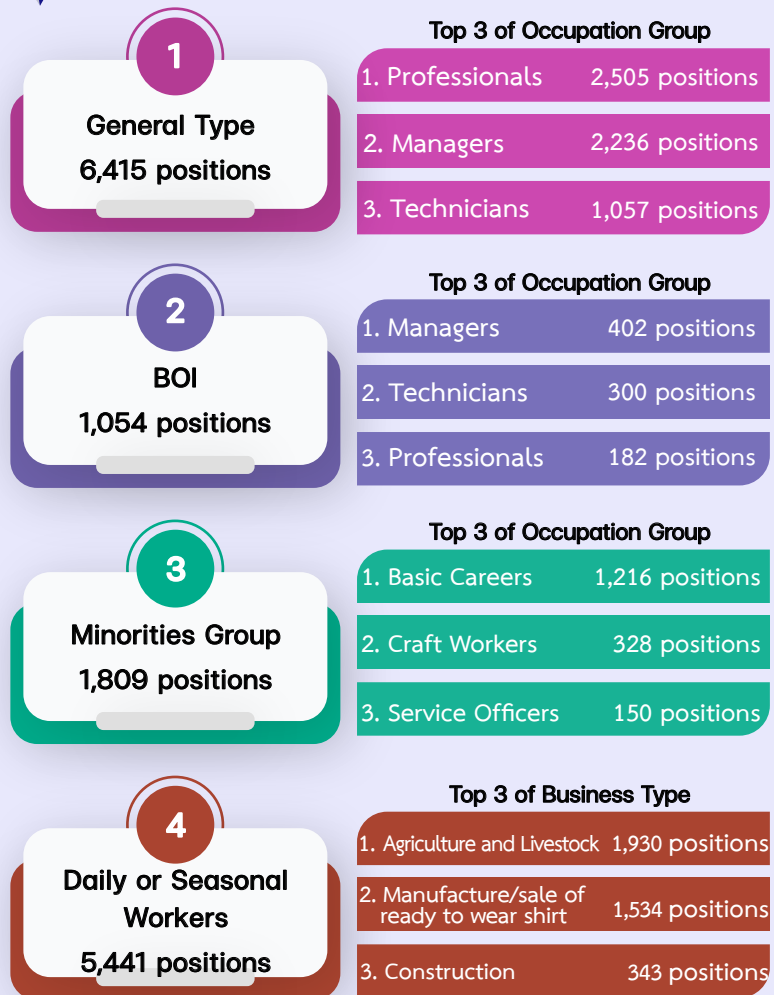 1
General Type
6,415 positions
Top 3 of Occupation Group
1. Professionals 2,505 positions
2. Managers 2,236 positions
3. Technicians 1,057 positions
2
BOI
1,054 positions
Top 3 of Occupation Group
1. Managers 402 positions
2. Technicians 300 positions
3. Professionals 182 positions
3
Minorities Group
1,809 positions
Top 3 of Occupation Group
1. Basic Careers 1,216 positions
2. Craft Workers 328 positions
3. Service Officers 150 positions
4
Daily or Seasonal
Workers
5,441 positions
Top 3 of Business Type
1. Agriculture and Livestock 1,930 positions
2. Manufacture/sale of
ready to wear shirt 1,534 positions
3. Construction 343 positions